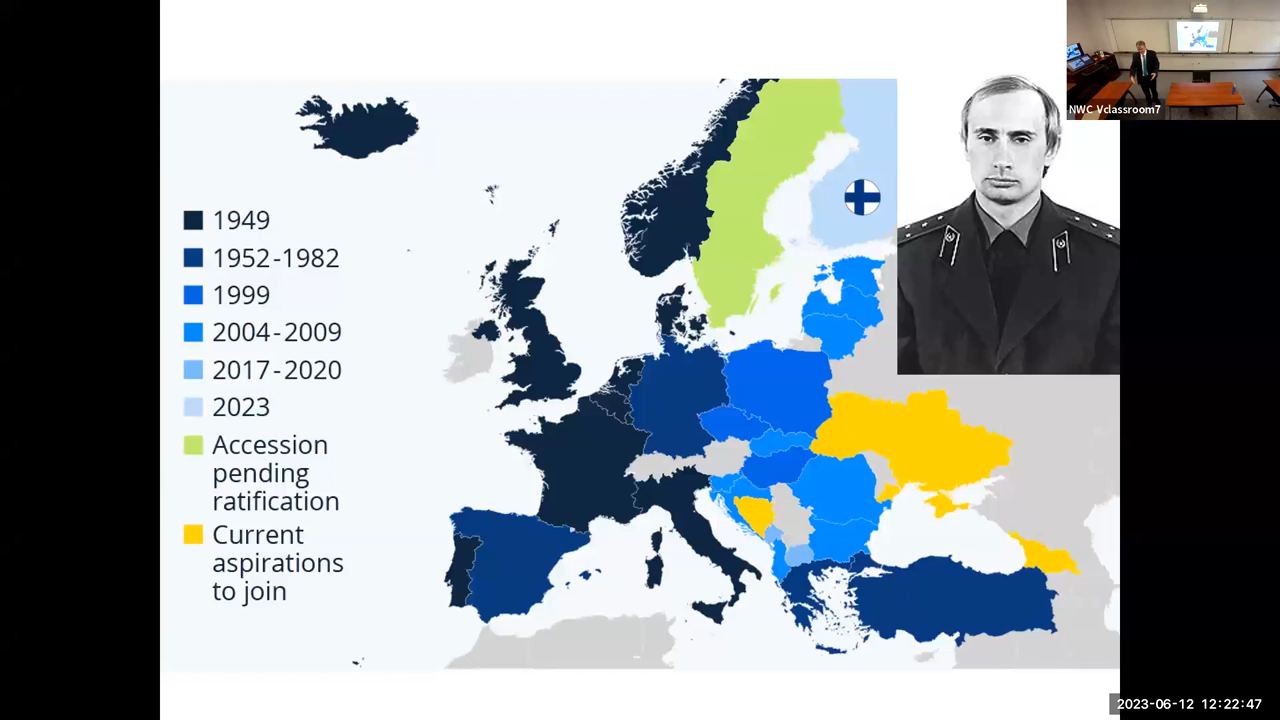 NWC Vclassroom7
1949
1952-1982
1999
2004-2009
2017-2020
2023
Accession
pending
ratification
Current
aspirations
to join
2023-06-12 12:22:47